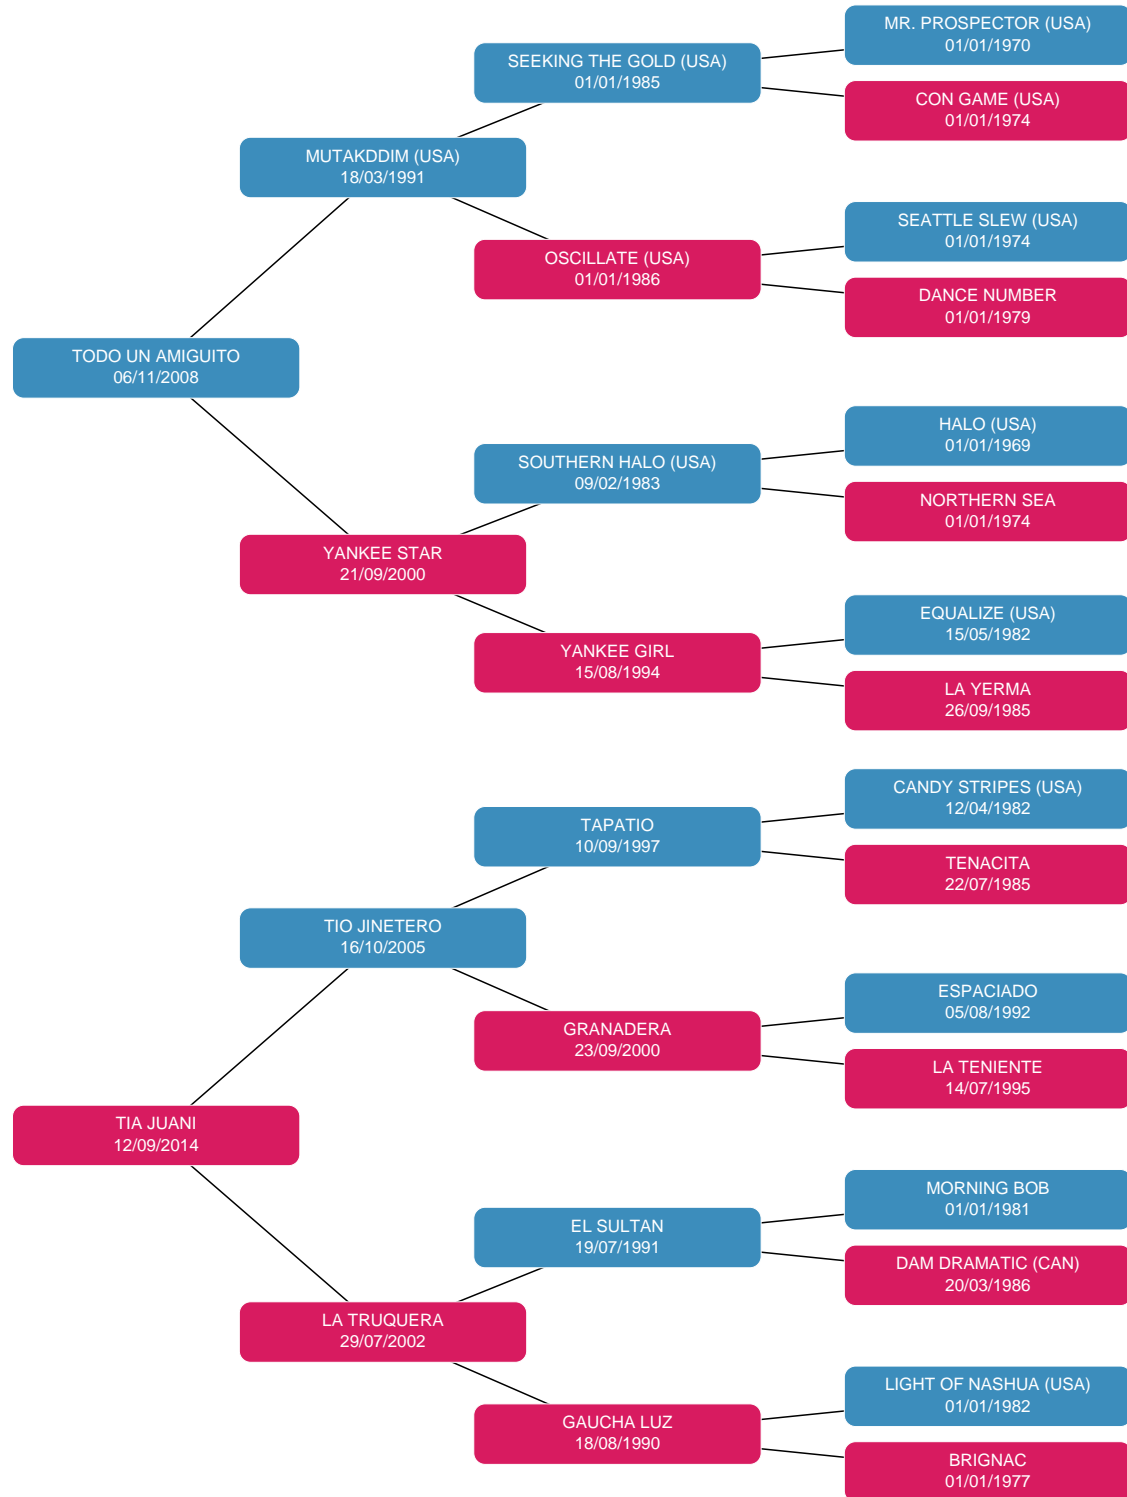 MR. PROSPECTOR (USA)
01/01/1970
SEEKING THE GOLD (USA)
01/01/1985
CON GAME (USA)
01/01/1974
MUTAKDDIM (USA)
18/03/1991
SEATTLE SLEW (USA)
01/01/1974
OSCILLATE (USA)
01/01/1986
DANCE NUMBER
01/01/1979
TODO UN AMIGUITO
06/11/2008
HALO (USA)
01/01/1969
SOUTHERN HALO (USA)
09/02/1983
NORTHERN SEA
01/01/1974
YANKEE STAR
21/09/2000
EQUALIZE (USA)
15/05/1982
YANKEE GIRL
15/08/1994
LA YERMA
26/09/1985
CANDY STRIPES (USA)
12/04/1982
TAPATIO
10/09/1997
TENACITA
22/07/1985
TIO JINETERO
16/10/2005
ESPACIADO
05/08/1992
GRANADERA
23/09/2000
LA TENIENTE
14/07/1995
TIA JUANI
12/09/2014
MORNING BOB
01/01/1981
EL SULTAN
19/07/1991
DAM DRAMATIC (CAN)
20/03/1986
LA TRUQUERA
29/07/2002
LIGHT OF NASHUA (USA)
01/01/1982
GAUCHA LUZ
18/08/1990
BRIGNAC
01/01/1977